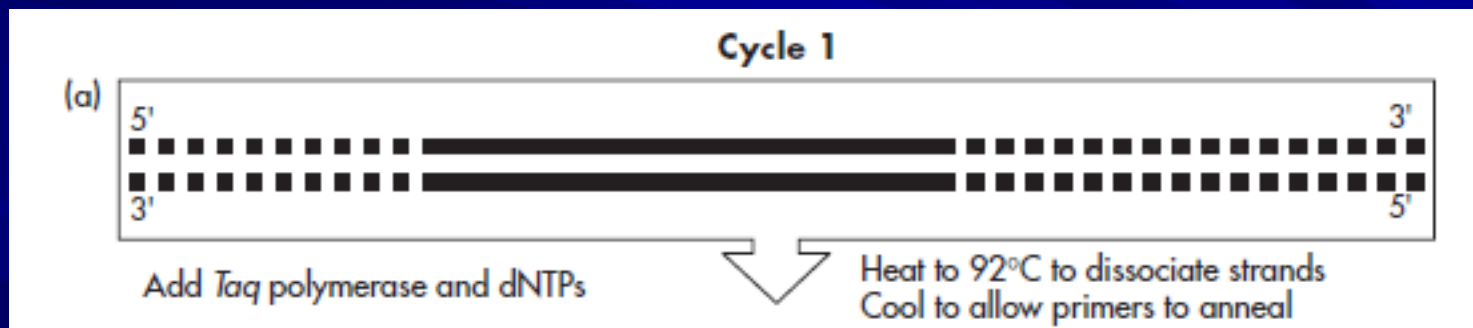 Cycle 1
(a)
5' 3'
3' 5'
Add Taq polymerase and dNTPs
Heat to 92°C to dissociate strands
Cool to allow primers to anneal